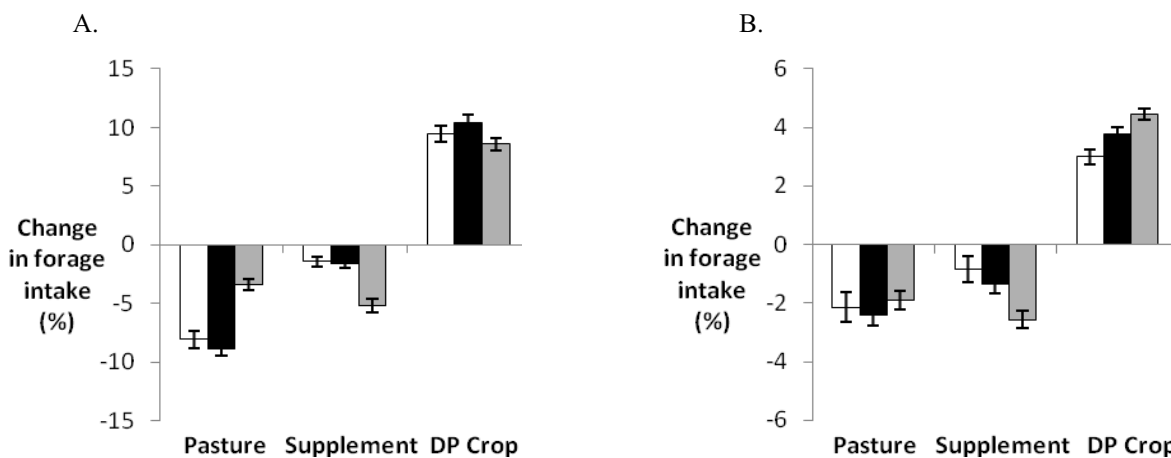 A.
15
10
5
0
-5
-10
-15
Change
in forage
intake
(%)
Pasture Supplement DP Crop
B.
6
4
2
0
-2
-4
-6
Change
in forage
intake
(%)
Pasture Supplement DP Crop